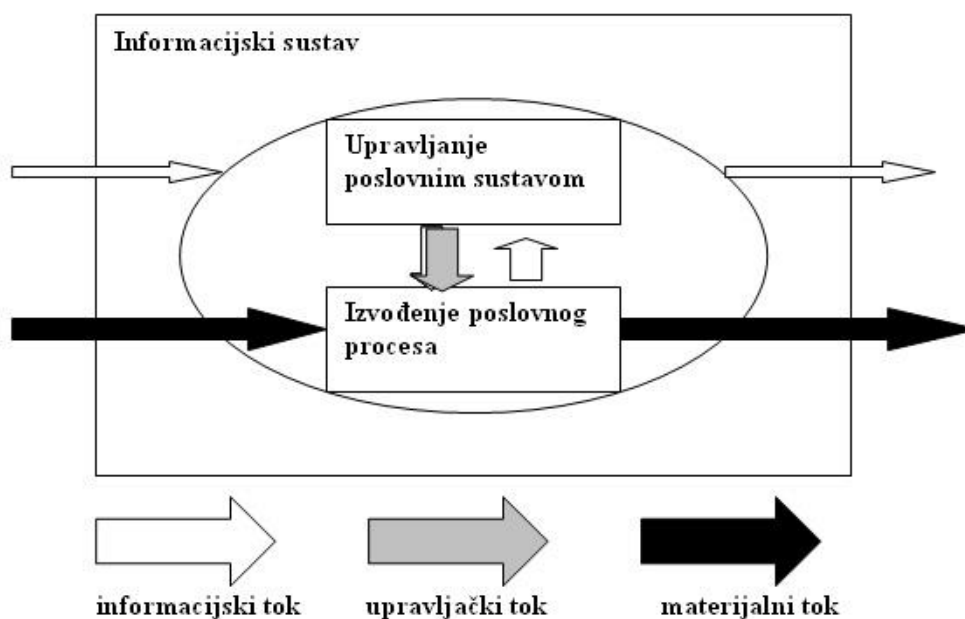 Informacijski sustav
Upravljanje
poslovnim sustavom
Izvođenje poslovnog
procesa
informacijski tok
upravljački tok
materijalni tok